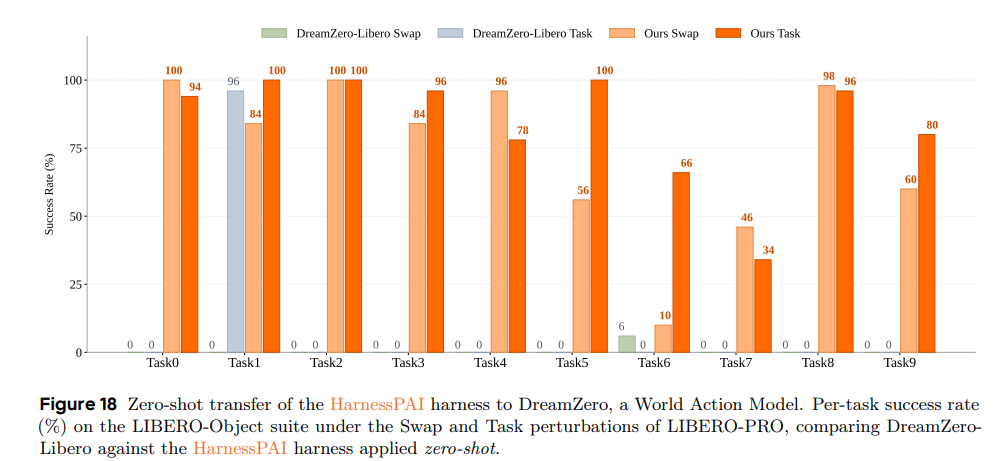 DreamZero-Libero Swap DreamZero-Libero Task Ours Swap Ours Task
Success Rate (%)
100
75
50
25
0
0 0 100 94
0 96 84 100
0 0 100 100
0 0 84 96
0 0 96 78
0 0 56 100
6 0 10 66
0 0 46 34
0 0 98 96
0 0 60 80
Task0 Task1 Task2 Task3 Task4 Task5 Task6 Task7 Task8 Task9
Figure 18 Zero-shot transfer of the HarnessPAI harness to DreamZero, a World Action Model. Per-task success rate
(%) on the LIBERO-Object suite under the Swap and Task perturbations of LIBERO-PRO, comparing DreamZero-
Libero against the HarnessPAI harness applied zero-shot.